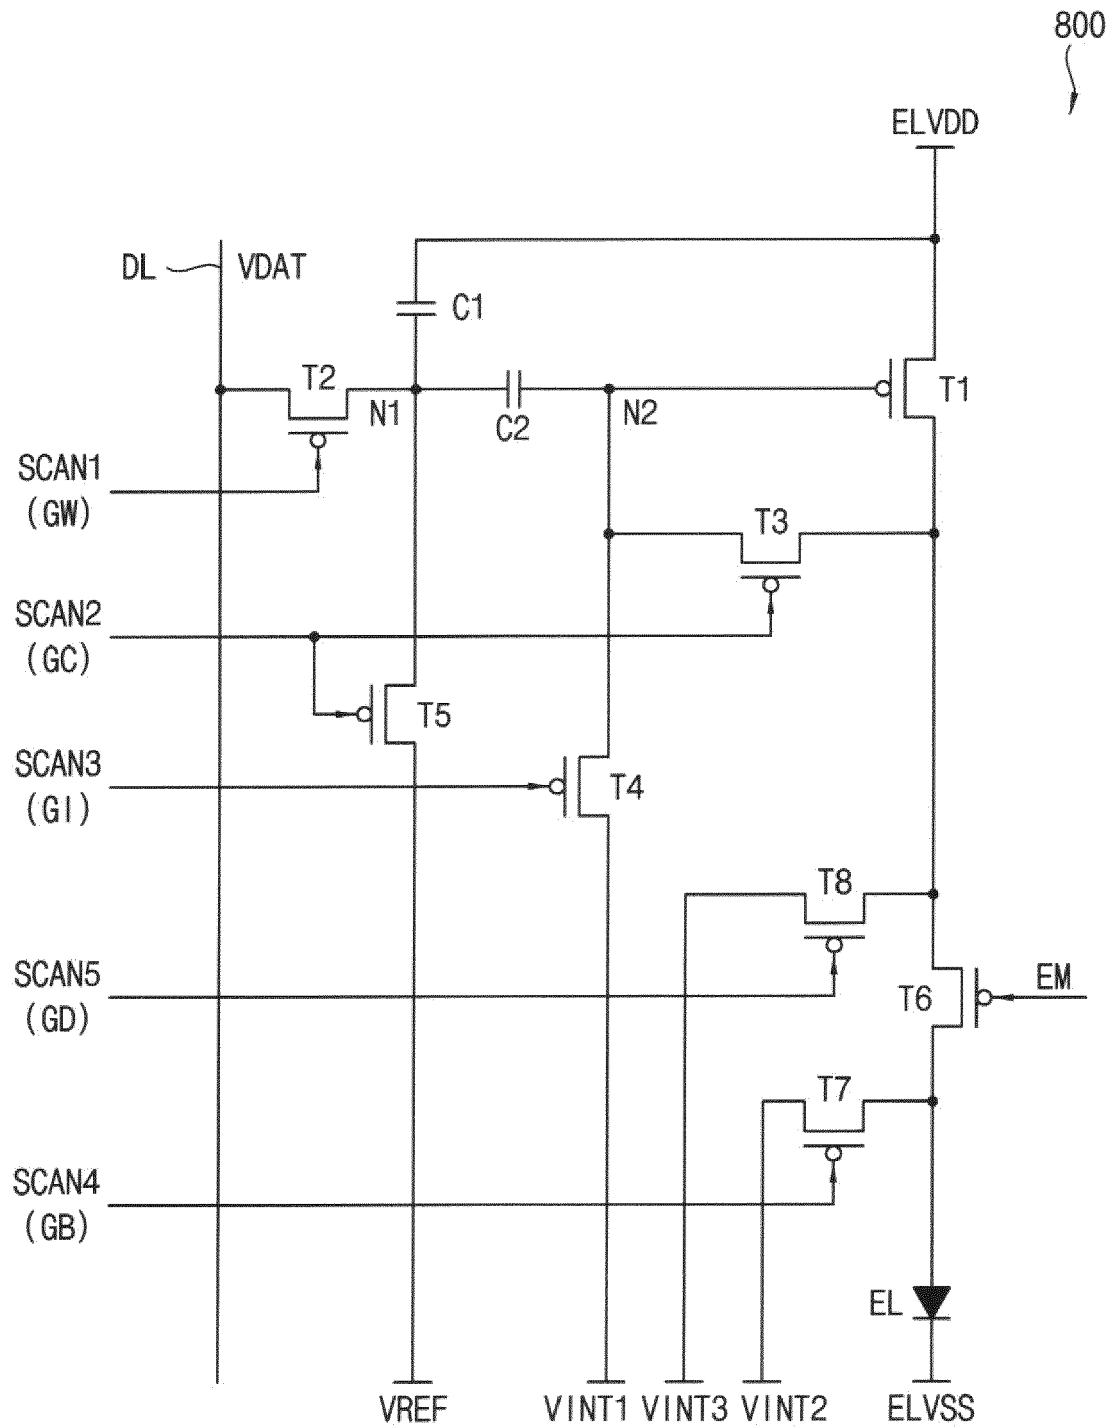 800
ELVDD
DL
VDAT
C1
T2
N1
C2
N2
T1
SCAN1
(GW)
T3
SCAN2
(GC)
T5
SCAN3
(GI)
T4
T8
SCAN5
(GD)
T6
EM
T7
SCAN4
(GB)
EL
VREF
VINT1
VINT3
VINT2
ELVSS